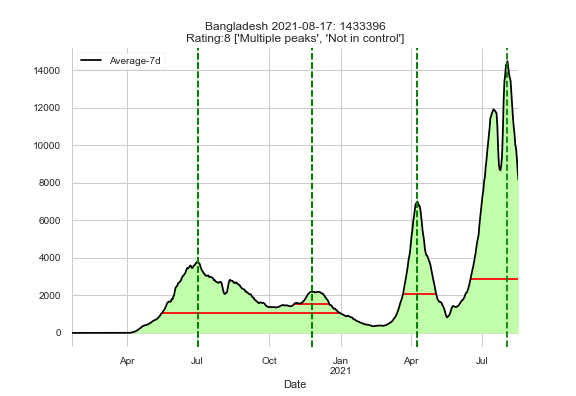 Bangladesh 2021-08-17: 1433396
Rating:8 ['Multiple peaks', 'Not in control']
Average-7d
14000
12000
10000
8000
6000
4000
2000
0
Apr Jul Oct Jan Apr Jul
2021
Date